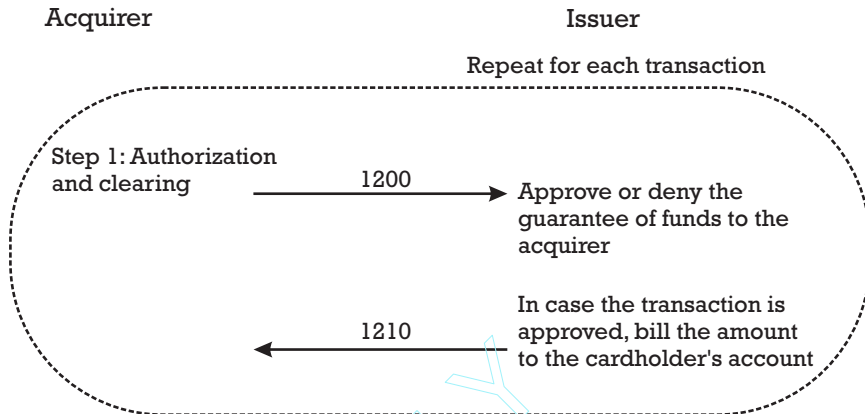 Acquirer
Issuer
Repeat for each transaction
Step 1: Authorization
and clearing
1200
Approve or deny the
guarantee of funds to the
acquirer
1210
In case the transaction is
approved, bill the amount
to the cardholder's account